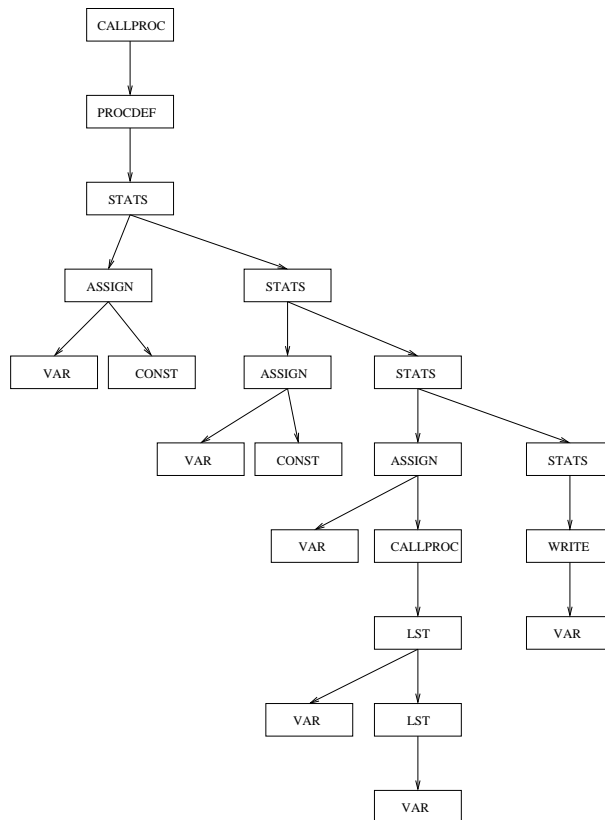 CALLPROC
PROCDEF
STATS
ASSIGN STATS
VAR CONST ASSIGN STATS
VAR CONST ASSIGN STATS
VAR CALLPROC WRITE
LST VAR
VAR LST
VAR